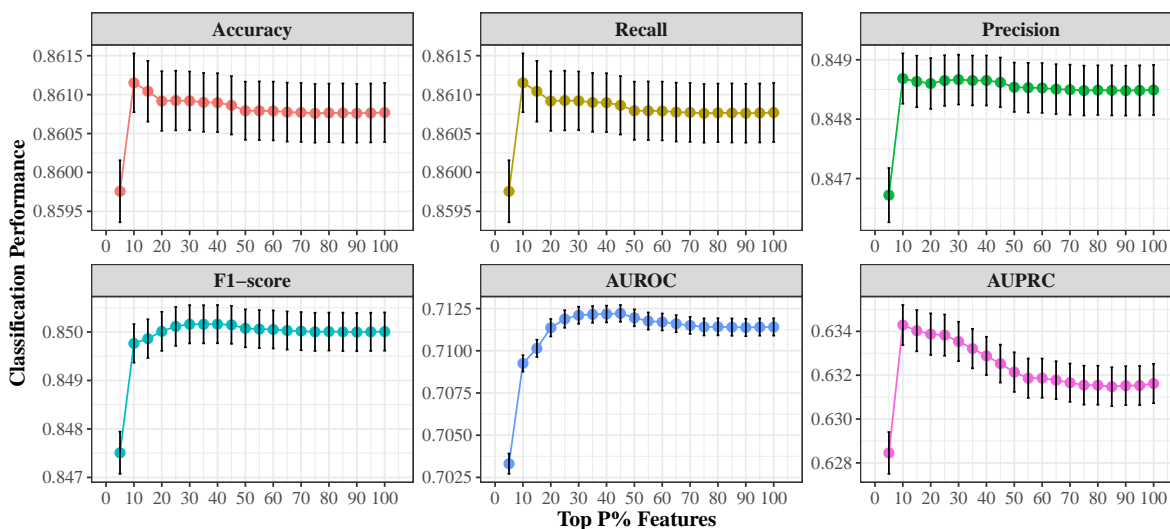 Accuracy
Recall
Precision
0.8615
0.8610
0.8605
0.8600
0.8595
0 10 20 30 40 50 60 70 80 90 100
0.8615
0.8610
0.8605
0.8600
0.8595
0 10 20 30 40 50 60 70 80 90 100
0.849
0.848
0.847
0 10 20 30 40 50 60 70 80 90 100
Classification Performance
F1−score
AUROC
AUPRC
0.850
0.849
0.848
0.847
0 10 20 30 40 50 60 70 80 90 100
0.7125
0.7100
0.7075
0.7050
0.7025
0 10 20 30 40 50 60 70 80 90 100
0.634
0.632
0.630
0.628
0 10 20 30 40 50 60 70 80 90 100
Top P% Features